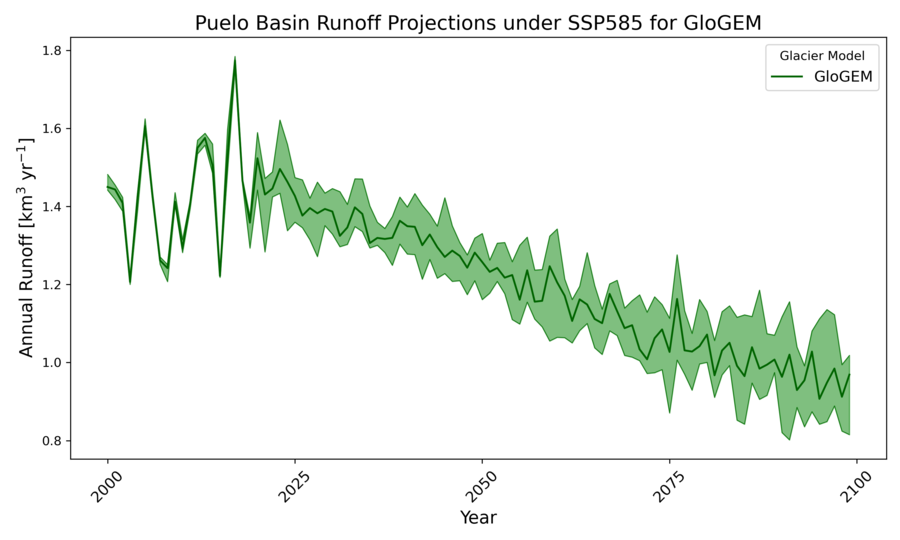 Puelo Basin Runoff Projections under SSP585 for GloGEM
Glacier Model
GloGEM
Annual Runoff [km³ yr⁻¹]
1.8
1.6
1.4
1.2
1.0
0.8
2000
2025
2050
2075
2100
Year